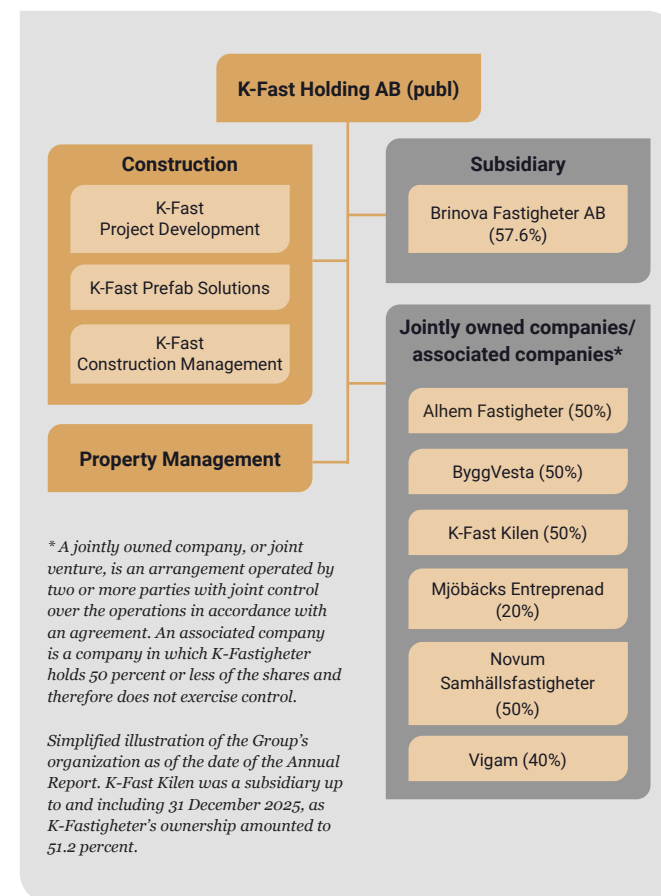 K-Fast Holding AB (publ)
Construction
K-Fast
Project Development
K-Fast Prefab Solutions
K-Fast
Construction Management
Property Management
Subsidiary
Brinova Fastigheter AB
(57.6%)
Jointly owned companies/
associated companies*
Alhem Fastigheter (50%)
ByggVesta (50%)
K-Fast Kilen (50%)
Mjöbäcks Entreprenad
(20%)
Novum
Samhällsfastigheter
(50%)
Vigam (40%)
* A jointly owned company, or joint
venture, is an arrangement operated by
two or more parties with joint control
over the operations in accordance with
an agreement. An associated company
is a company in which K-Fastigheter
holds 50 percent or less of the shares and
therefore does not exercise control.
Simplified illustration of the Group's
organization as of the date of the Annual
Report. K-Fast Kilen was a subsidiary up
to and including 31 December 2025, as
K-Fastigheter's ownership amounted to
51.2 percent.